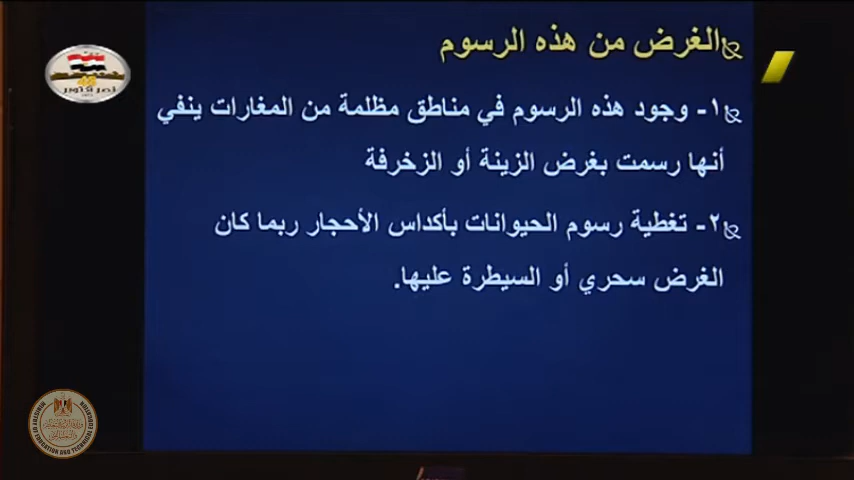 الغرض من هذه الرسوم
١- وجود هذه الرسوم في مناطق مظلمة من المغارات ينفي
أنها رسمت بغرض الزينة أو الزخرفة
٢- تغطية رسوم الحيوانات بأكداس الأحجار ربما كان
الغرض سحري أو السيطرة عليها.